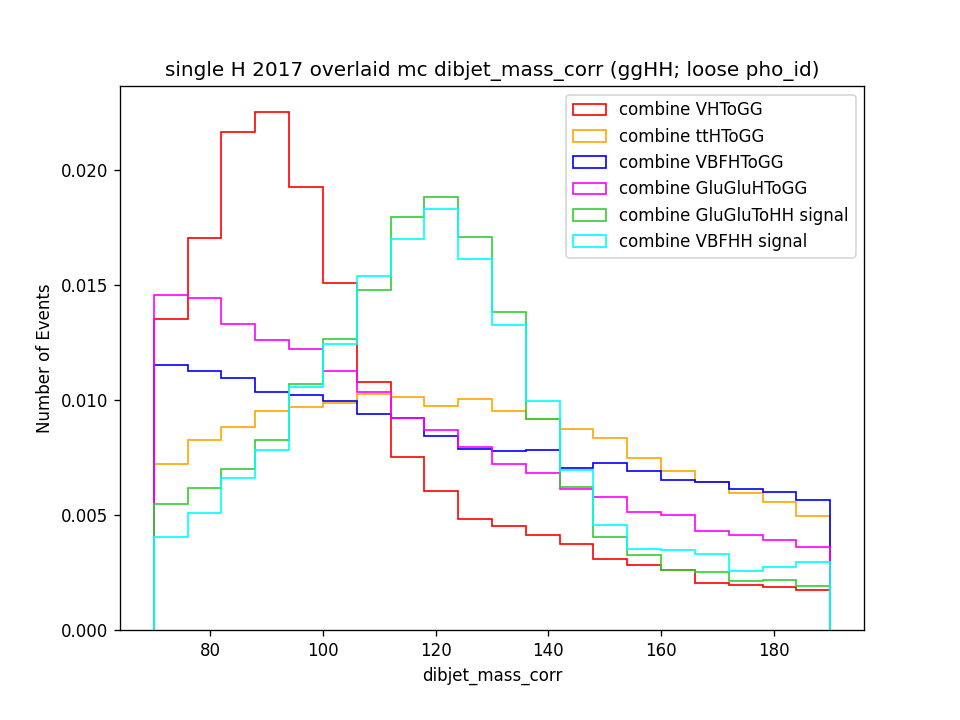 single H 2017 overlaid mc dibjet_mass_corr (ggHH; loose pho_id)
combine VHToGG
combine ttHToGG
combine VBFHToGG
combine GluGluHToGG
combine GluGluToHH signal
combine VBFHH signal
Number of Events
0.020
0.015
0.010
0.005
0.000
80 100 120 140 160 180
dibjet_mass_corr